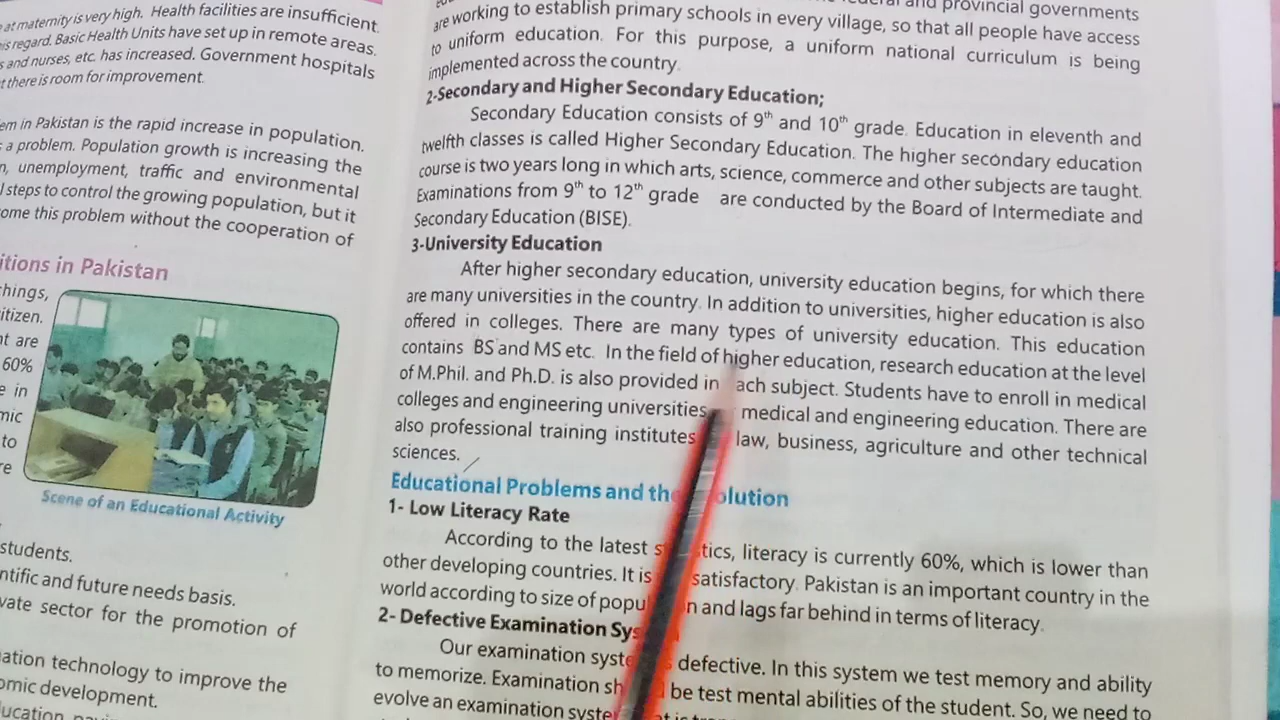 at maternity is very high. Health facilities are insufficient
is regard. Basic Health Units have set up in remote areas.
s and nurses, etc. has increased. Government hospitals
t there is room for improvement.
em in Pakistan is the rapid increase in population.
a problem. Population growth is increasing the
n, unemployment, traffic and environmental
l steps to control the growing population, but it
ome this problem without the cooperation of
itions in Pakistan
hings,
itizen.
nt are
60%
e in
mic
to
re
Scene of an Educational Activity
students.
ntific and future needs basis.
vate sector for the promotion of
ation technology to improve the
omic development.
and provincial governments
are working to establish primary schools in every village, so that all people have access
to uniform education. For this purpose, a uniform national curriculum is being
implemented across the country.
2-Secondary and Higher Secondary Education;
Secondary Education consists of 9th and 10th grade. Education in eleventh and
twelfth classes is called Higher Secondary Education. The higher secondary education
course is two years long in which arts, science, commerce and other subjects are taught.
Examinations from 9th to 12th grade are conducted by the Board of Intermediate and
Secondary Education (BISE).
3-University Education
After higher secondary education, university education begins, for which there
are many universities in the country. In addition to universities, higher education is also
offered in colleges. There are many types of university education. This education
contains BS and MS etc. In the field of higher education, research education at the level
of M.Phil. and Ph.D. is also provided in ach subject. Students have to enroll in medical
colleges and engineering universities medical and engineering education. There are
also professional training institutes law, business, agriculture and other technical
sciences.
Educational Problems and the olution
1- Low Literacy Rate
According to the latest s tics, literacy is currently 60%, which is lower than
other developing countries. It is satisfactory. Pakistan is an important country in the
world according to size of popu n and lags far behind in terms of literacy.
2- Defective Examination Sys
Our examination syste defective. In this system we test memory and ability
to memorize. Examination sh be test mental abilities of the student. So, we need to
evolve an examination syste